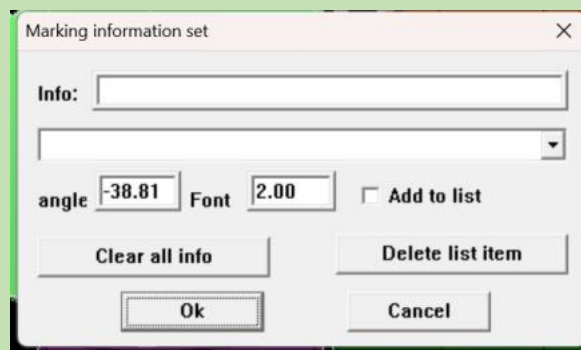 Marking information set
Info:
angle -38.81 Font 2.00 Add to list
Clear all info Delete list item
Ok Cancel